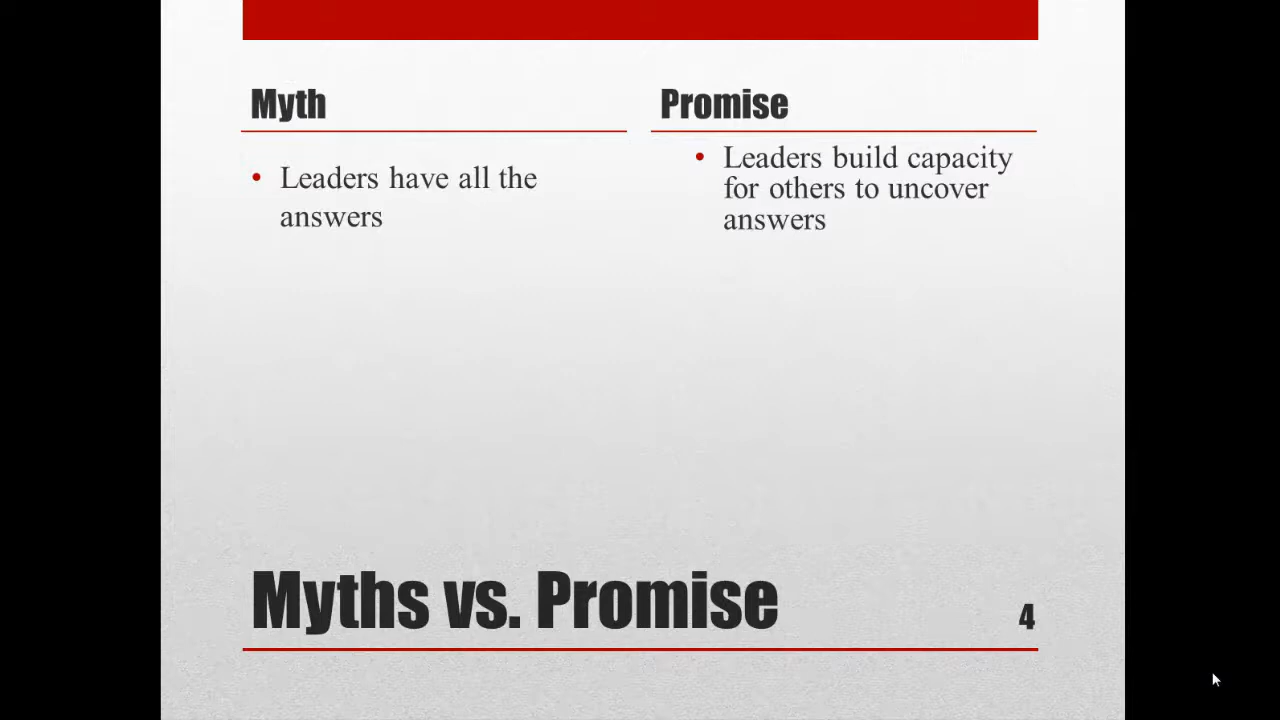 Myth
Leaders have all the
answers
Promise
Leaders build capacity
for others to uncover
answers
Myths vs. Promise
4